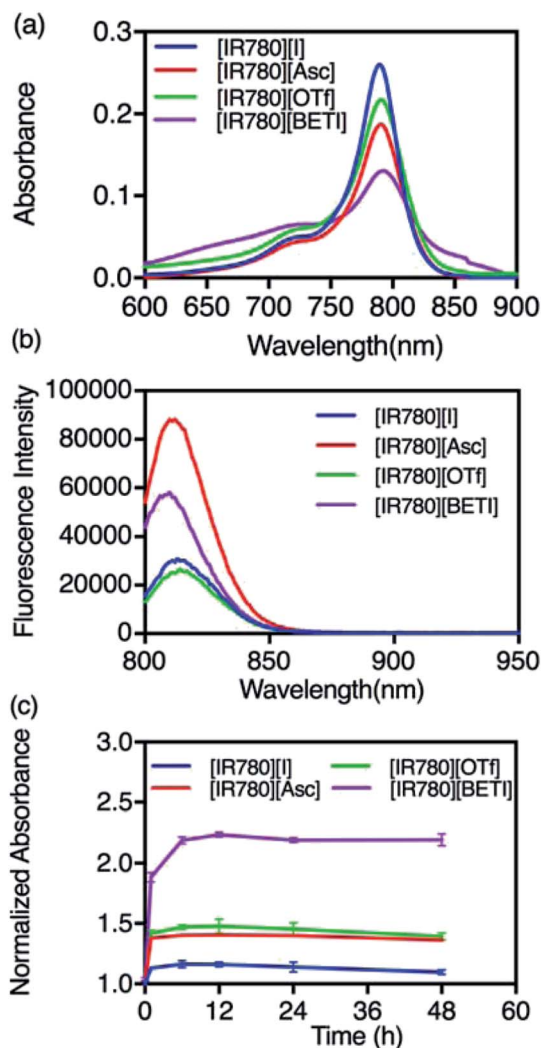 (a)
0.3
0.2
0.1
0.0
Absorbance
[IR780][I]
[IR780][Asc]
[IR780][OTf]
[IR780][BETI]
600 650 700 750 800 850 900
Wavelength(nm)
(b)
100000
80000
60000
40000
20000
0
Fluorescence Intensity
[IR780][I]
[IR780][Asc]
[IR780][OTf]
[IR780][BETI]
800 850 900 950
Wavelength(nm)
(c)
3.0
2.5
2.0
1.5
1.0
Normalized Absorbance
[IR780][I] [IR780][OTf]
[IR780][Asc] [IR780][BETI]
0 12 24 36 48 60
Time (h)